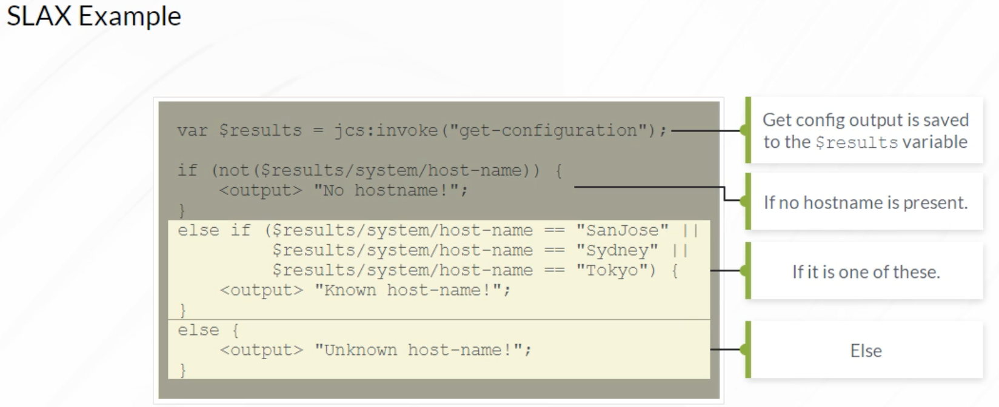 SLAX Example
var $results = jcs:invoke("get-configuration");
if (not($results/system/host-name)) {
<output> "No hostname!";
}
else if ($results/system/host-name == "SanJose" ||
$results/system/host-name == "Sydney" ||
$results/system/host-name == "Tokyo") {
<output> "Known host-name!";
}
else {
<output> "Unknown host-name!";
}
Get config output is saved
to the $results variable
If no hostname is present.
If it is one of these.
Else